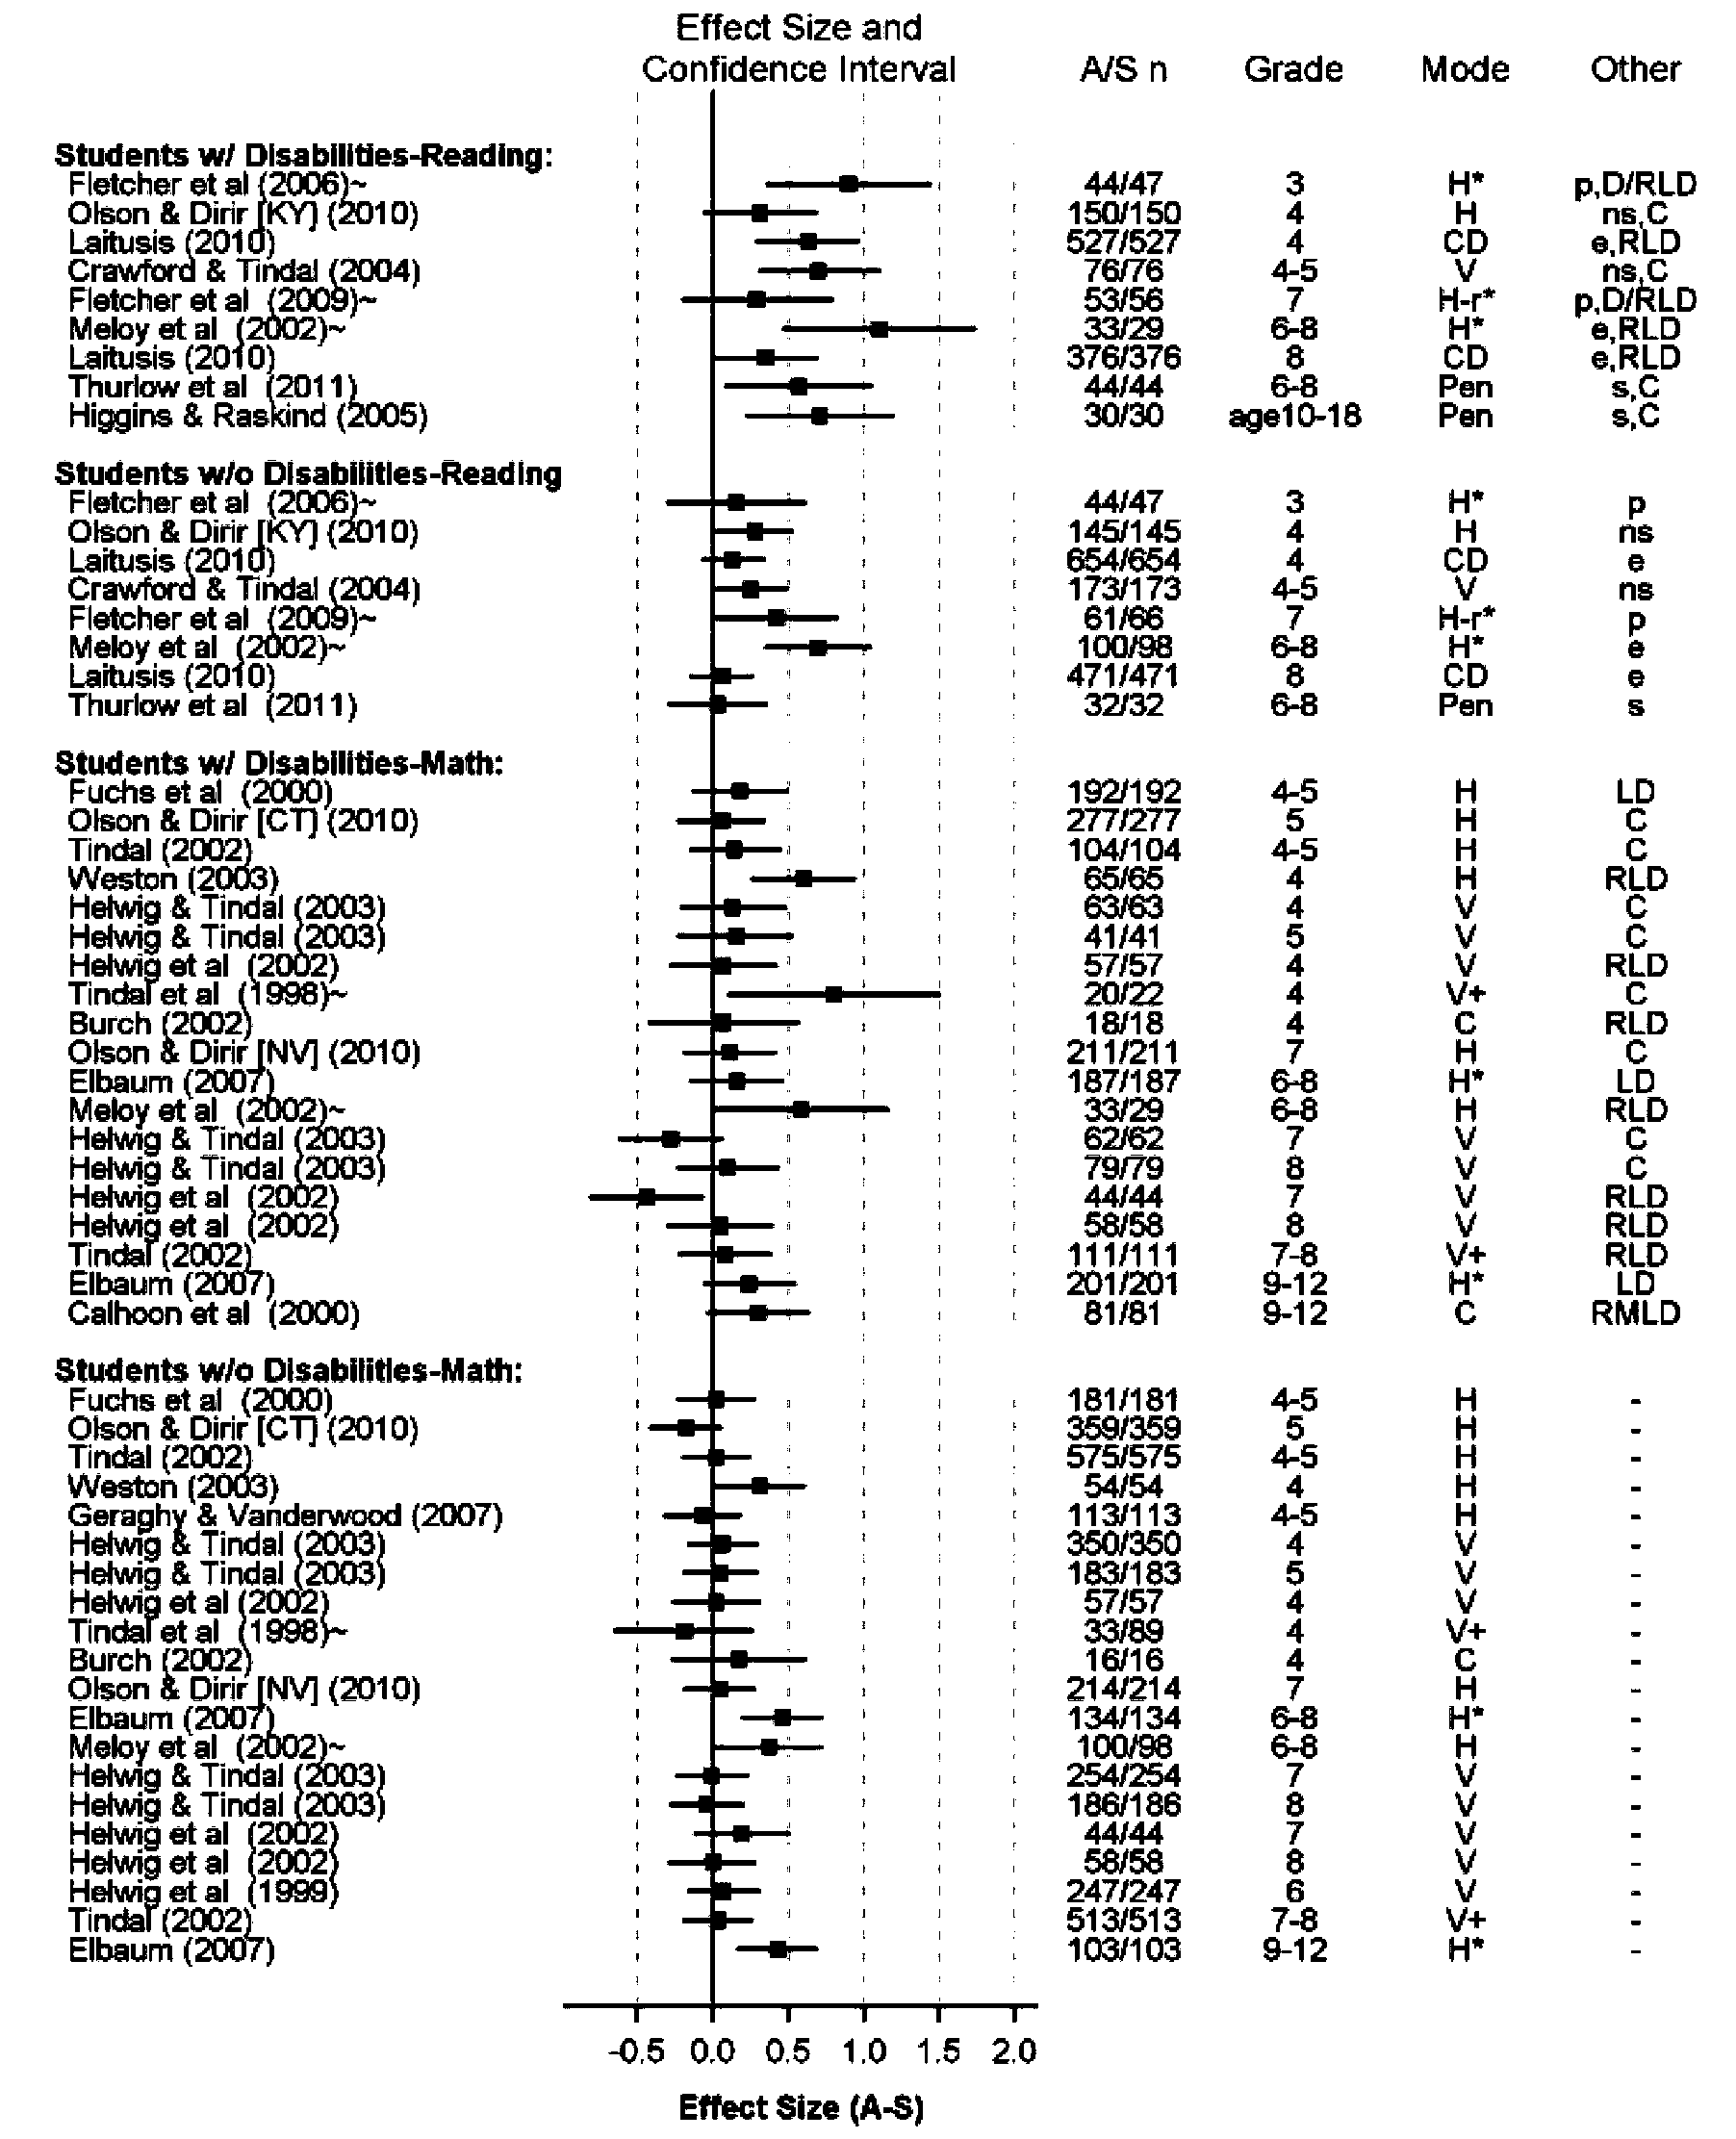 Effect Size and
Confidence Interval A/S n Grade Mode Other
Students w/ Disabilities-Reading:
Fletcher et al (2006)~ 44/47 3 H* p,D/RLD
Olson & Dirir [KY] (2010) 150/150 4 H ns,C
Laitusis (2010) 527/527 4 CD e,RLD
Crawford & Tindal (2004) 76/76 4-5 V ns,C
Fletcher et al (2009)~ 53/56 7 H-r* p,D/RLD
Meloy et al (2002)~ 33/29 6-8 H* e,RLD
Laitusis (2010) 376/376 8 CD e,RLD
Thurlow et al (2011) 44/44 6-8 Pen s,C
Higgins & Raskind (2005) 30/30 age10-18 Pen s,C
Students w/o Disabilities-Reading
Fletcher et al (2006)~ 44/47 3 H* p
Olson & Dirir [KY] (2010) 145/145 4 H ns
Laitusis (2010) 654/654 4 CD e
Crawford & Tindal (2004) 173/173 4-5 V ns
Fletcher et al (2009)~ 61/66 7 H-r* p
Meloy et al (2002)~ 100/98 6-8 H* e
Laitusis (2010) 471/471 8 CD e
Thurlow et al (2011) 32/32 6-8 Pen s
Students w/ Disabilities-Math:
Fuchs et al (2000) 192/192 4-5 H LD
Olson & Dirir [CT] (2010) 277/277 5 H C
Tindal (2002) 104/104 4-5 H C
Weston (2003) 65/65 4 H RLD
Helwig & Tindal (2003) 63/63 4 V C
Helwig & Tindal (2003) 41/41 5 V C
Helwig et al (2002) 57/57 4 V RLD
Tindal et al (1998)~ 20/22 4 V+ C
Burch (2002) 18/18 4 C RLD
Olson & Dirir [NV] (2010) 211/211 7 H C
Elbaum (2007) 187/187 6-8 H* LD
Meloy et al (2002)~ 33/29 6-8 H RLD
Helwig & Tindal (2003) 62/62 7 V C
Helwig & Tindal (2003) 79/79 8 V C
Helwig et al (2002) 44/44 7 V RLD
Helwig et al (2002) 58/58 8 V RLD
Tindal (2002) 111/111 7-8 V+ RLD
Elbaum (2007) 201/201 9-12 H* LD
Calhoon et al (2000) 81/81 9-12 C RMLD
Students w/o Disabilities-Math:
Fuchs et al (2000) 181/181 4-5 H -
Olson & Dirir [CT] (2010) 359/359 5 H -
Tindal (2002) 575/575 4-5 H -
Weston (2003) 54/54 4 H -
Geraghy & Vanderwood (2007) 113/113 4-5 H -
Helwig & Tindal (2003) 350/350 4 V -
Helwig & Tindal (2003) 183/183 5 V -
Helwig et al (2002) 57/57 4 V -
Tindal et al (1998)~ 33/89 4 V+ -
Burch (2002) 16/16 4 C -
Olson & Dirir [NV] (2010) 214/214 7 H -
Elbaum (2007) 134/134 6-8 H* -
Meloy et al (2002)~ 100/98 6-8 H -
Helwig & Tindal (2003) 254/254 7 V -
Helwig & Tindal (2003) 186/186 8 V -
Helwig et al (2002) 44/44 7 V -
Helwig et al (2002) 58/58 8 V -
Helwig et al (1999) 247/247 6 V -
Tindal (2002) 513/513 7-8 V+ -
Elbaum (2007) 103/103 9-12 H* -
-0.5 0.0 0.5 1.0 1.5 2.0
Effect Size (A-S)